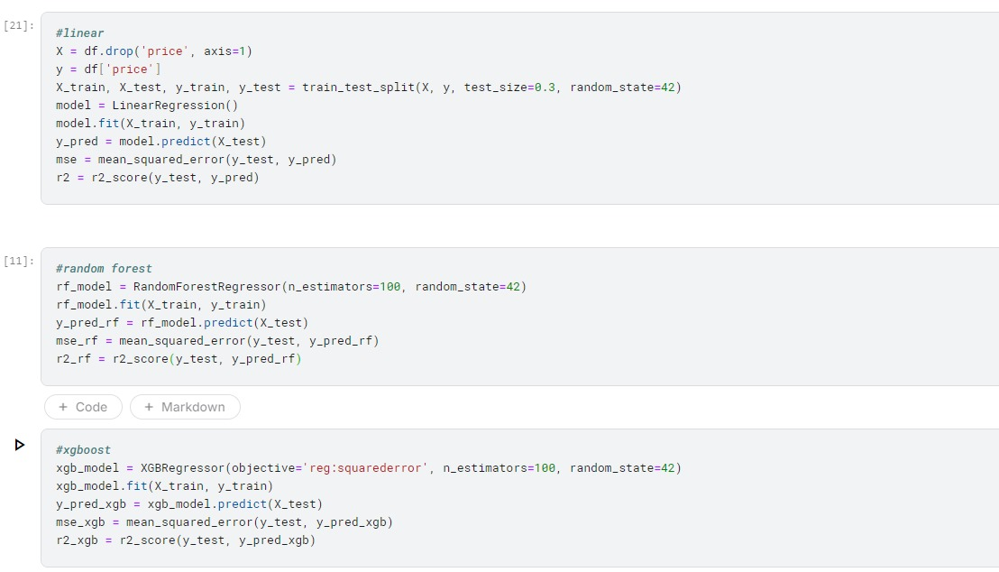 [21]:
#linear
X = df.drop('price', axis=1)
y = df['price']
X_train, X_test, y_train, y_test = train_test_split(X, y, test_size=0.3, random_state=42)
model = LinearRegression()
model.fit(X_train, y_train)
y_pred = model.predict(X_test)
mse = mean_squared_error(y_test, y_pred)
r2 = r2_score(y_test, y_pred)
[11]:
#random forest
rf_model = RandomForestRegressor(n_estimators=100, random_state=42)
rf_model.fit(X_train, y_train)
y_pred_rf = rf_model.predict(X_test)
mse_rf = mean_squared_error(y_test, y_pred_rf)
r2_rf = r2_score(y_test, y_pred_rf)
+ Code + Markdown
#xgboost
xgb_model = XGBRegressor(objective='reg:squarederror', n_estimators=100, random_state=42)
xgb_model.fit(X_train, y_train)
y_pred_xgb = xgb_model.predict(X_test)
mse_xgb = mean_squared_error(y_test, y_pred_xgb)
r2_xgb = r2_score(y_test, y_pred_xgb)